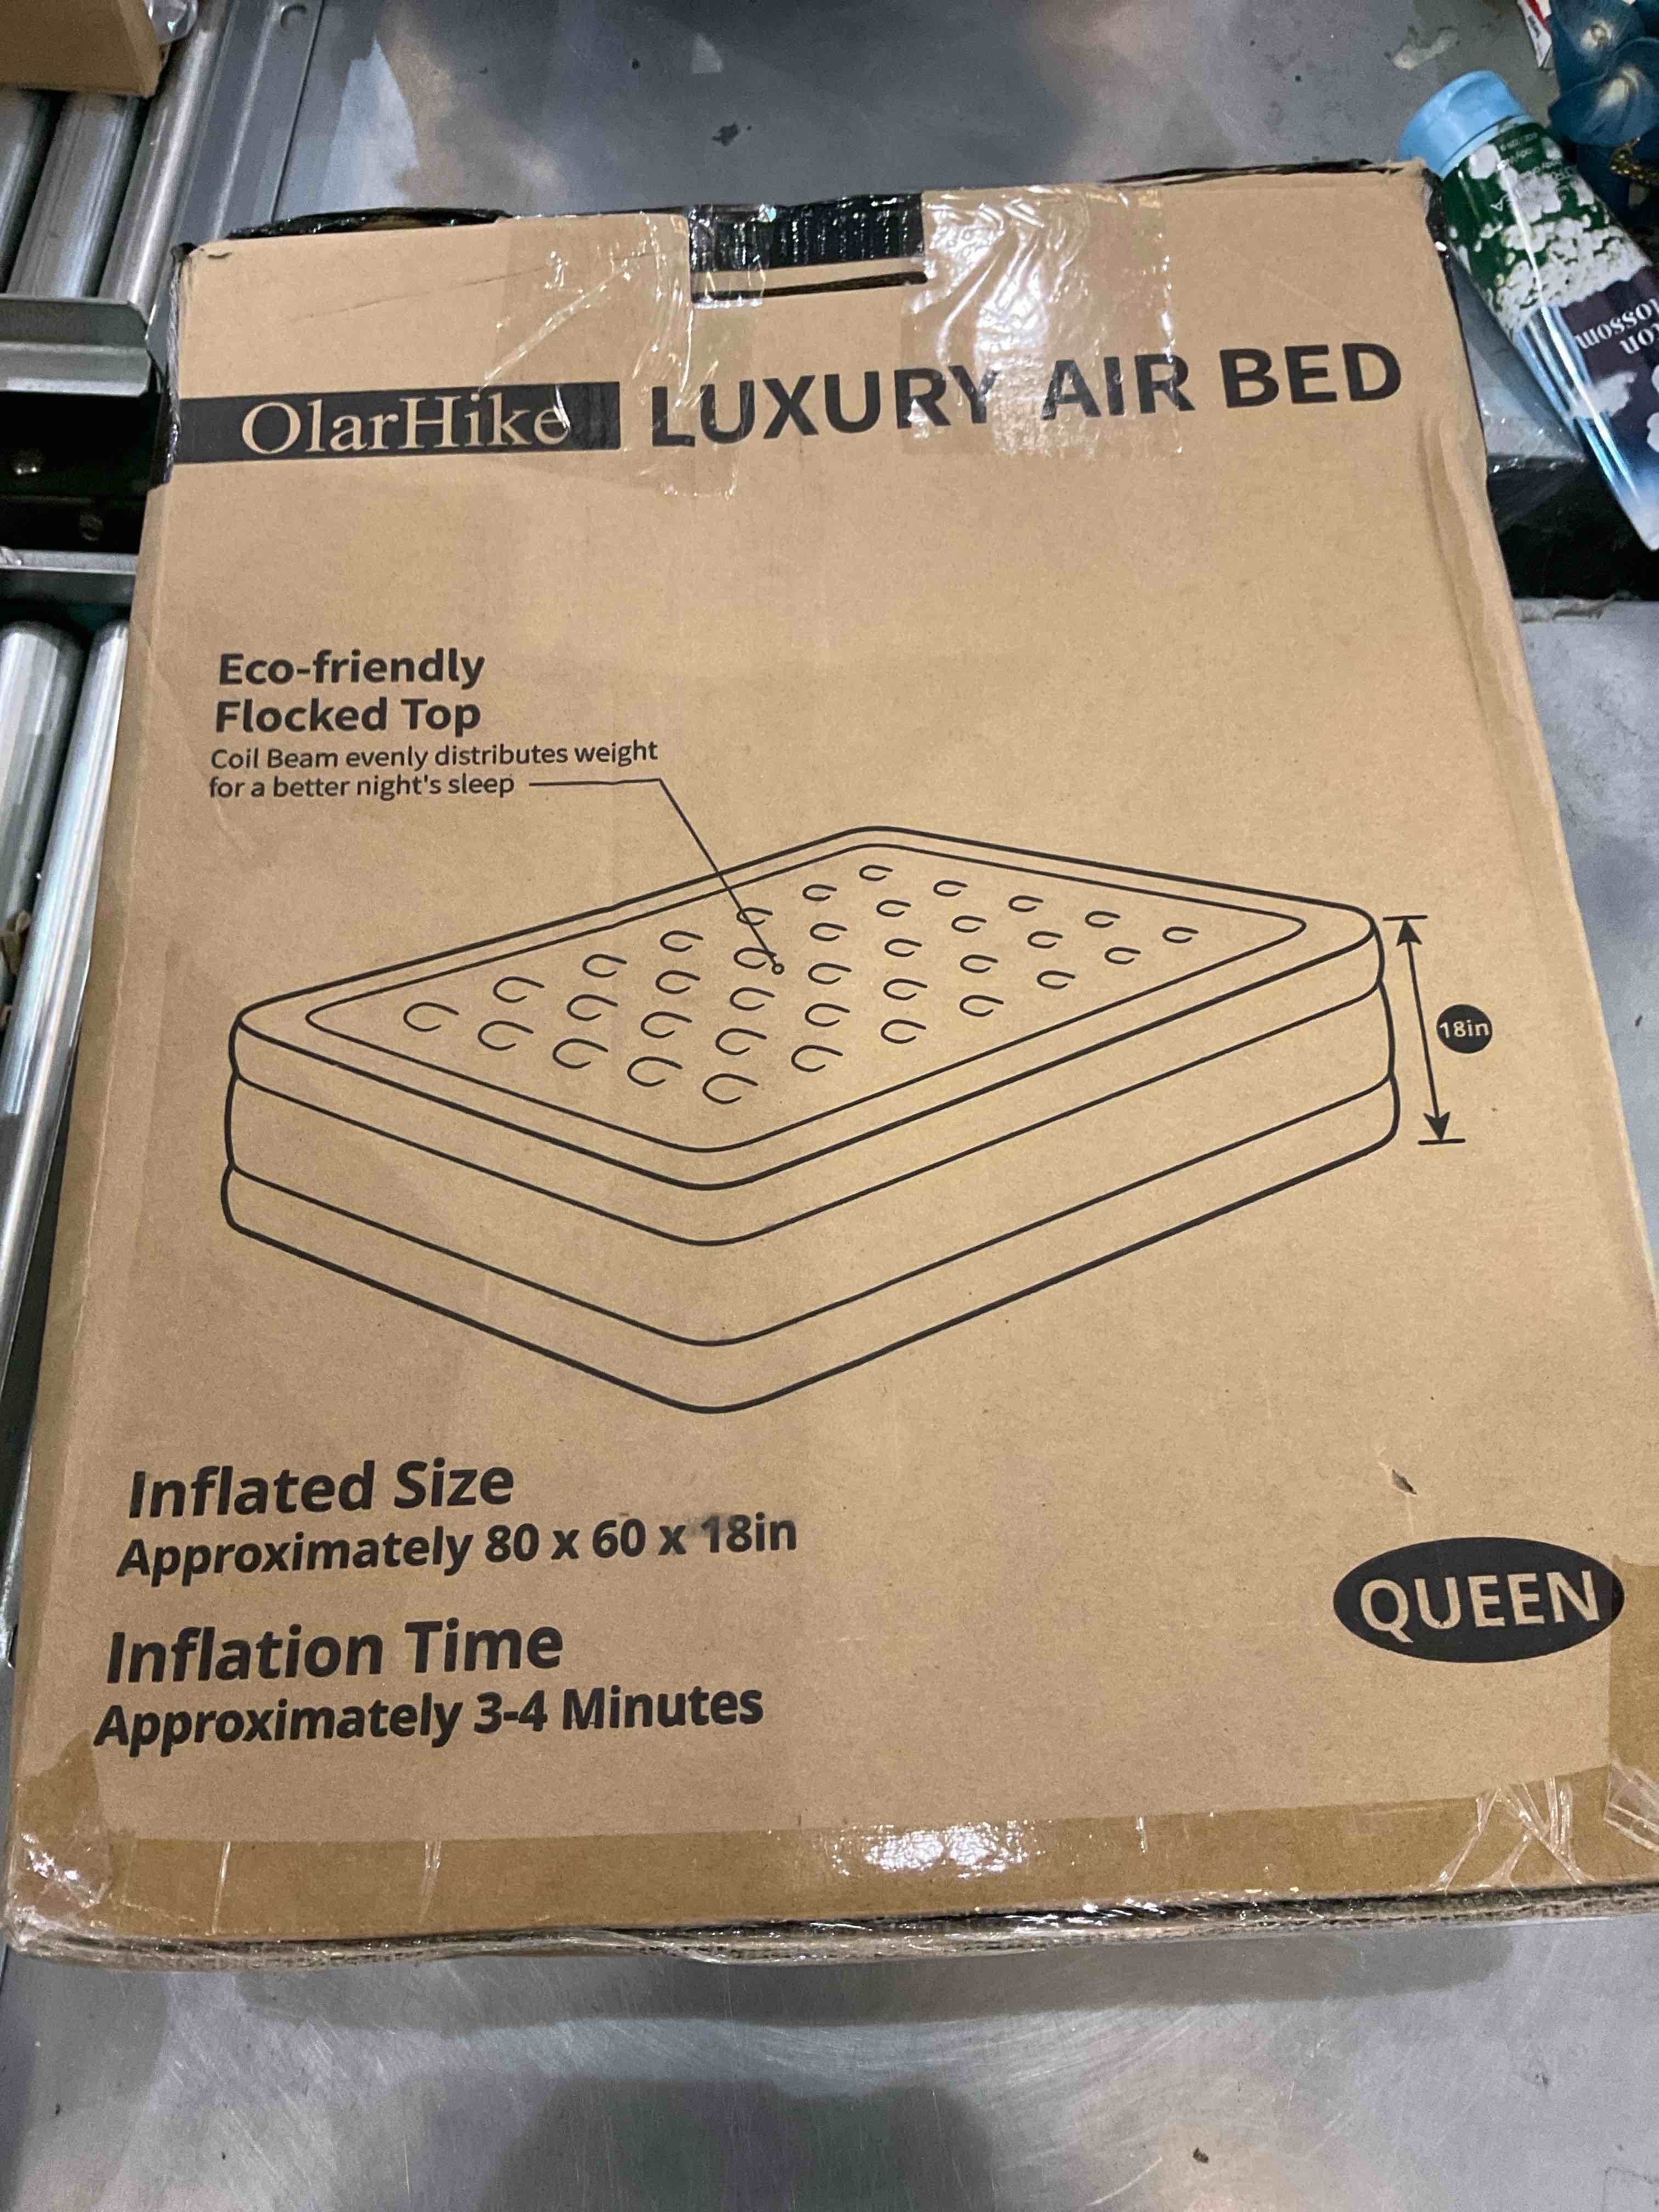 OlarHike LUXURY AIR BED
Eco-friendly
Flocked Top
Coil Beam evenly distributes weight
for a better night's sleep
18in
Inflated Size
Approximately 80 x 60 x 18in
QUEEN
Inflation Time
Approximately 3-4 Minutes